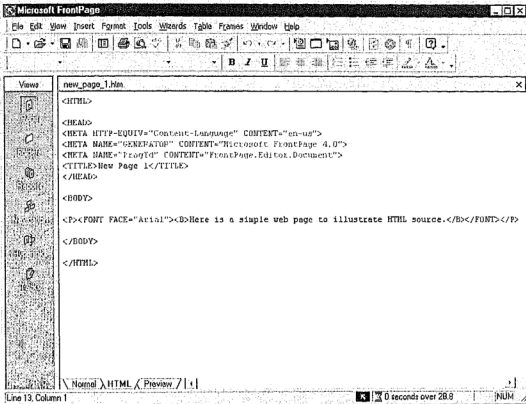 Microsoft FrontPage
File Edit View Insert Format Tools Wizards Table Frames Window Help
B I U
Views
new_page_1.htm
<HTML>
<HEAD>
<META HTTP-EQUIV="Content-Language" CONTENT="en-us">
<META NAME="GENERATOR" CONTENT="Microsoft FrontPage 4.0">
<META NAME="ProgId" CONTENT="FrontPage.Editor.Document">
<TITLE>New Page 1</TITLE>
</HEAD>
<BODY>
<P><FONT FACE="Arial"><B>Here is a simple web page to illustrate HTML source.</B></FONT></P>
</BODY>
</HTML>
Normal HTML Preview
Line 13, Column 1
0 seconds over 28.8
NUM